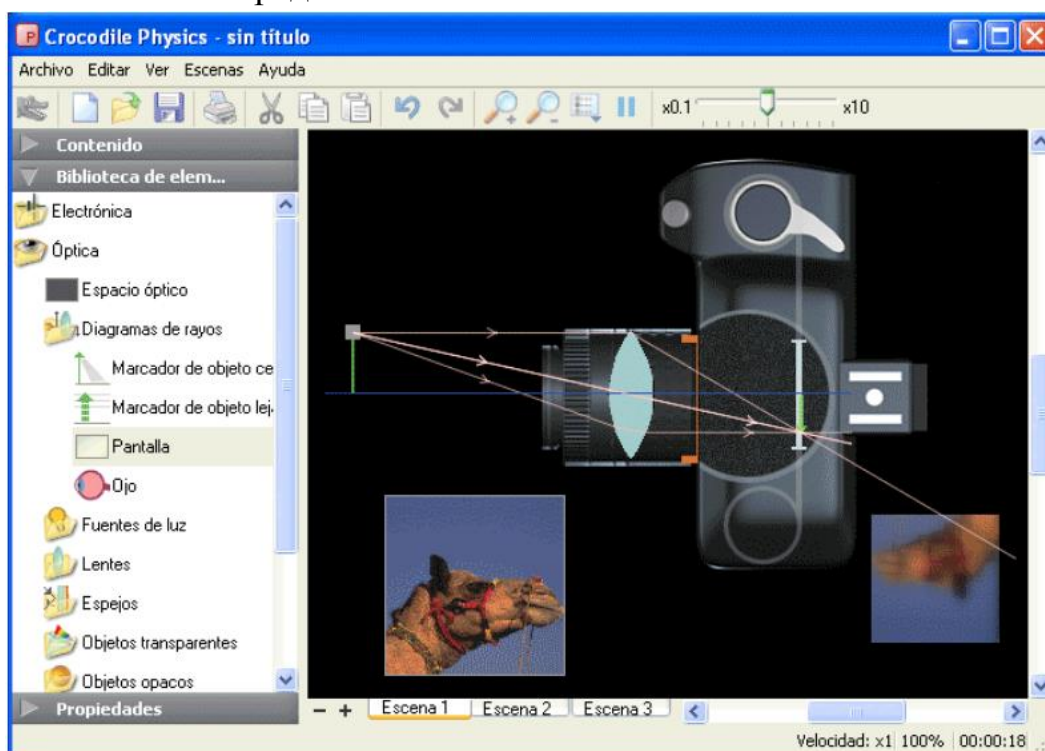 Crocodile Physics - sin título
Archivo Editar Ver Escenas Ayuda
x0.1 x10
Contenido
Biblioteca de elem...
Electrónica
Óptica
Espacio óptico
Diagramas de rayos
Marcador de objeto ce
Marcador de objeto lej
Pantalla
Ojo
Fuentes de luz
Lentes
Espejos
Objetos transparentes
Objetos opacos
Propiedades
Escena 1 Escena 2 Escena 3
Velocidad: x1 100% 00:00:18